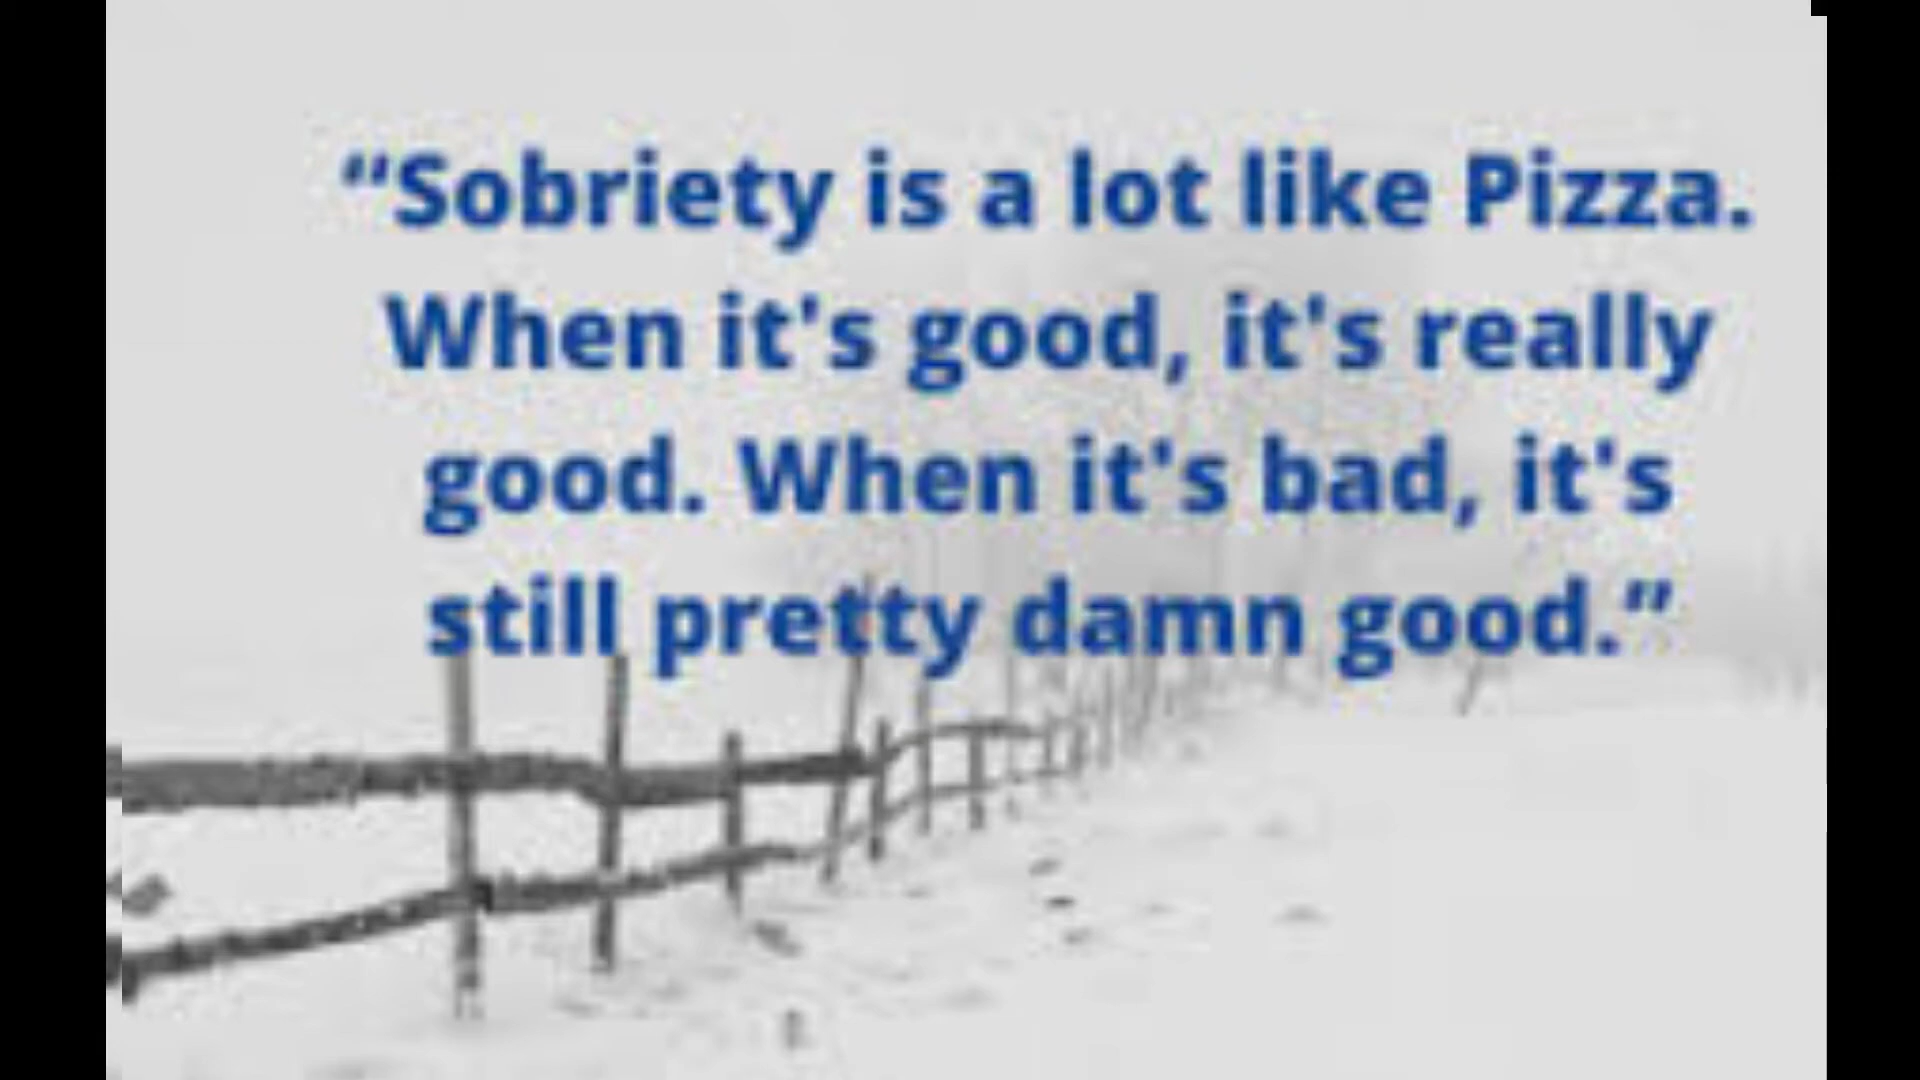 “Sobriety is a lot like Pizza.
When it's good, it's really
good. When it's bad, it's
still pretty damn good.”